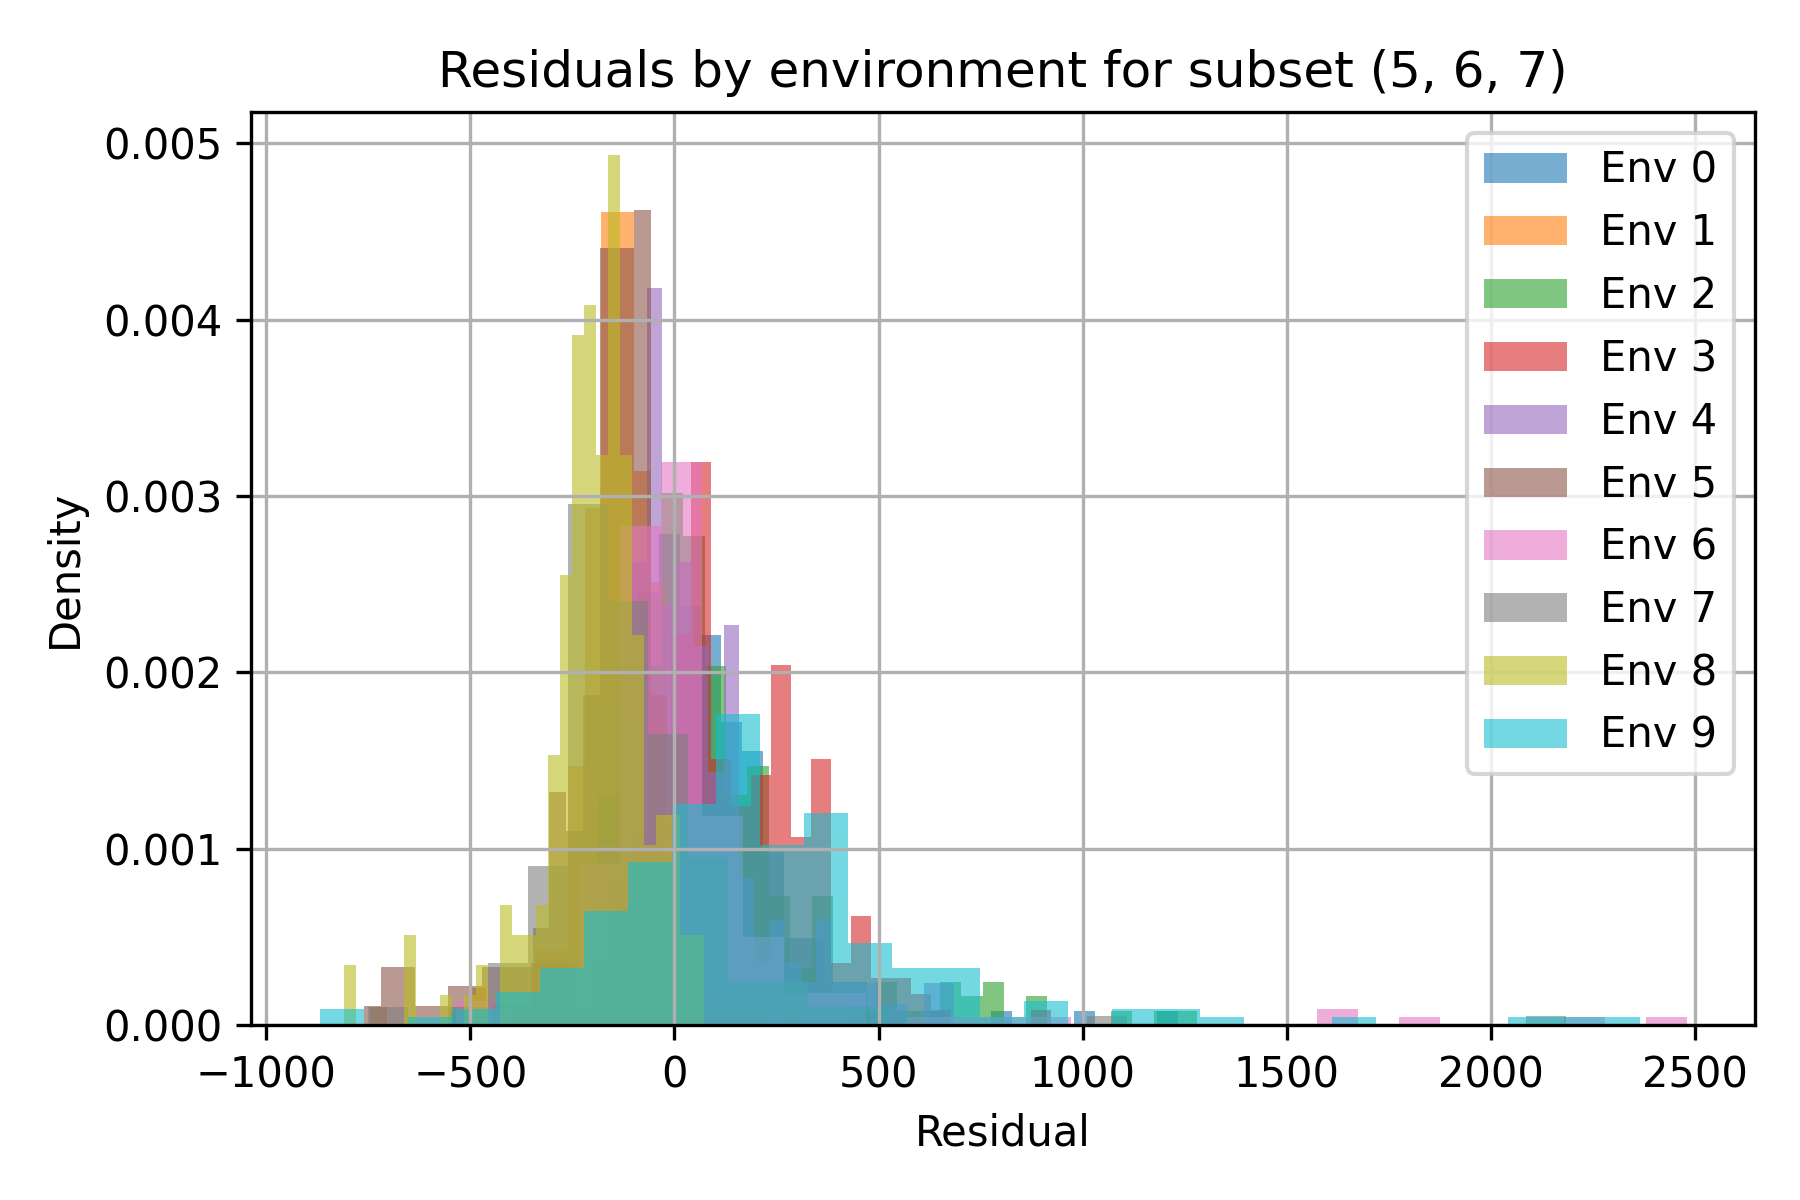 Residuals by environment for subset (5, 6, 7)
0.005
0.004
0.003
0.002
0.001
0.000
Density
−1000
−500
0
500
1000
1500
2000
2500
Residual
Env 0
Env 1
Env 2
Env 3
Env 4
Env 5
Env 6
Env 7
Env 8
Env 9